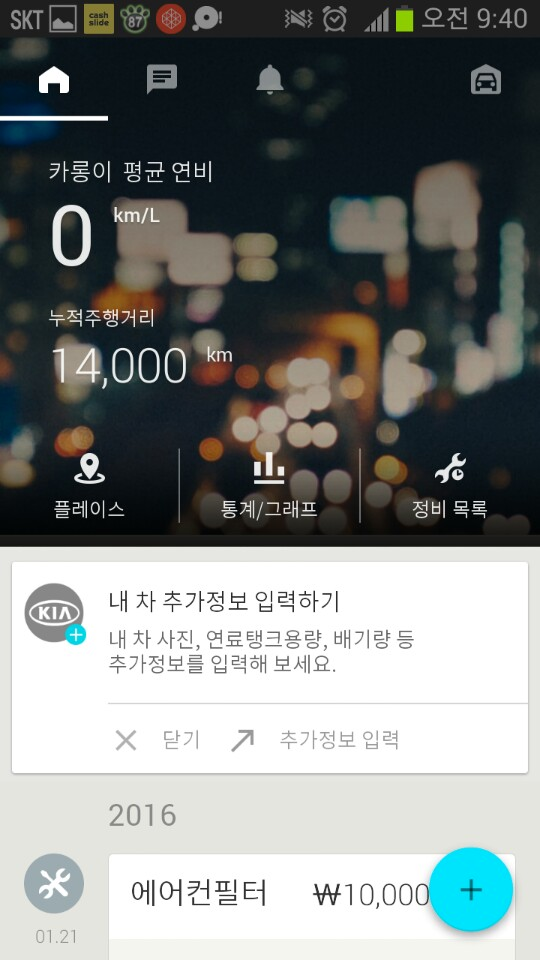 SKT cash slide 87 오전 9:40
카롱이 평균 연비
0 km/L
누적주행거리
14,000 km
플레이스 통계/그래프 정비 목록
KIA
내 차 추가정보 입력하기
내 차 사진, 연료탱크용량, 배기량 등
추가정보를 입력해 보세요.
닫기 추가정보 입력
2016
에어컨필터 ₩10,000
01.21